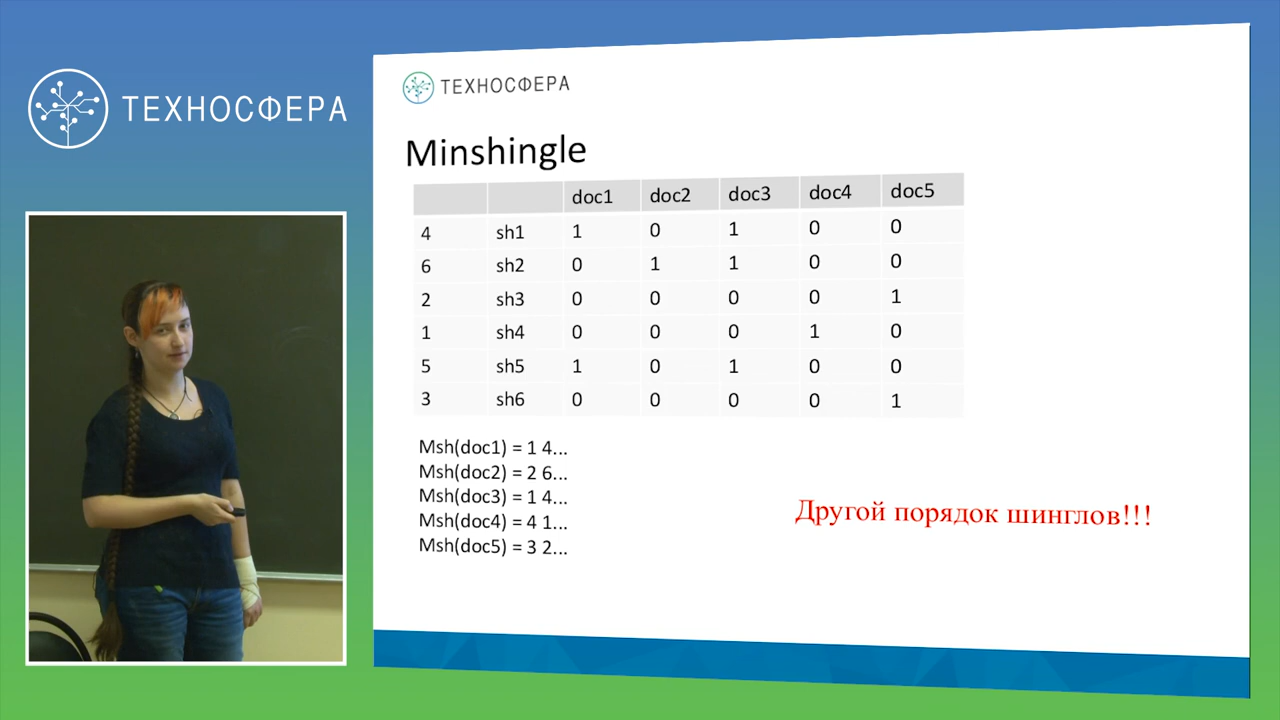 ТЕХНОСФЕРА
ТЕХНОСФЕРА
Minshingle
doc1 doc2 doc3 doc4 doc5
4 sh1 1 0 1 0 0
6 sh2 0 1 1 0 0
2 sh3 0 0 0 0 1
1 sh4 0 0 0 1 0
5 sh5 1 0 1 0 0
3 sh6 0 0 0 0 1
Msh(doc1) = 1 4...
Msh(doc2) = 2 6...
Msh(doc3) = 1 4...
Msh(doc4) = 4 1...
Msh(doc5) = 3 2...
Другой порядок шинглов!!!